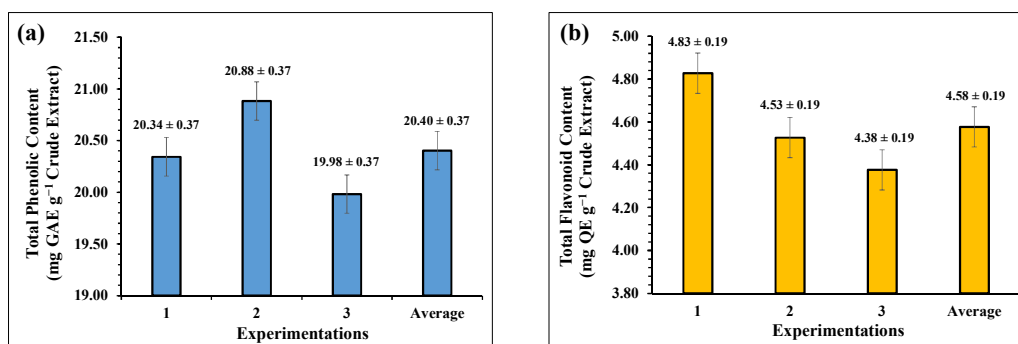 (a)
Total Phenolic Content
(mg GAE g⁻¹ Crude Extract)
21.50
21.00
20.50
20.00
19.50
19.00
20.34 ± 0.37
20.88 ± 0.37
19.98 ± 0.37
20.40 ± 0.37
1 2 3 Average
Experimentations
(b)
Total Flavonoid Content
(mg QE g⁻¹ Crude Extract)
5.00
4.80
4.60
4.40
4.20
4.00
3.80
4.83 ± 0.19
4.53 ± 0.19
4.38 ± 0.19
4.58 ± 0.19
1 2 3 Average
Experimentations